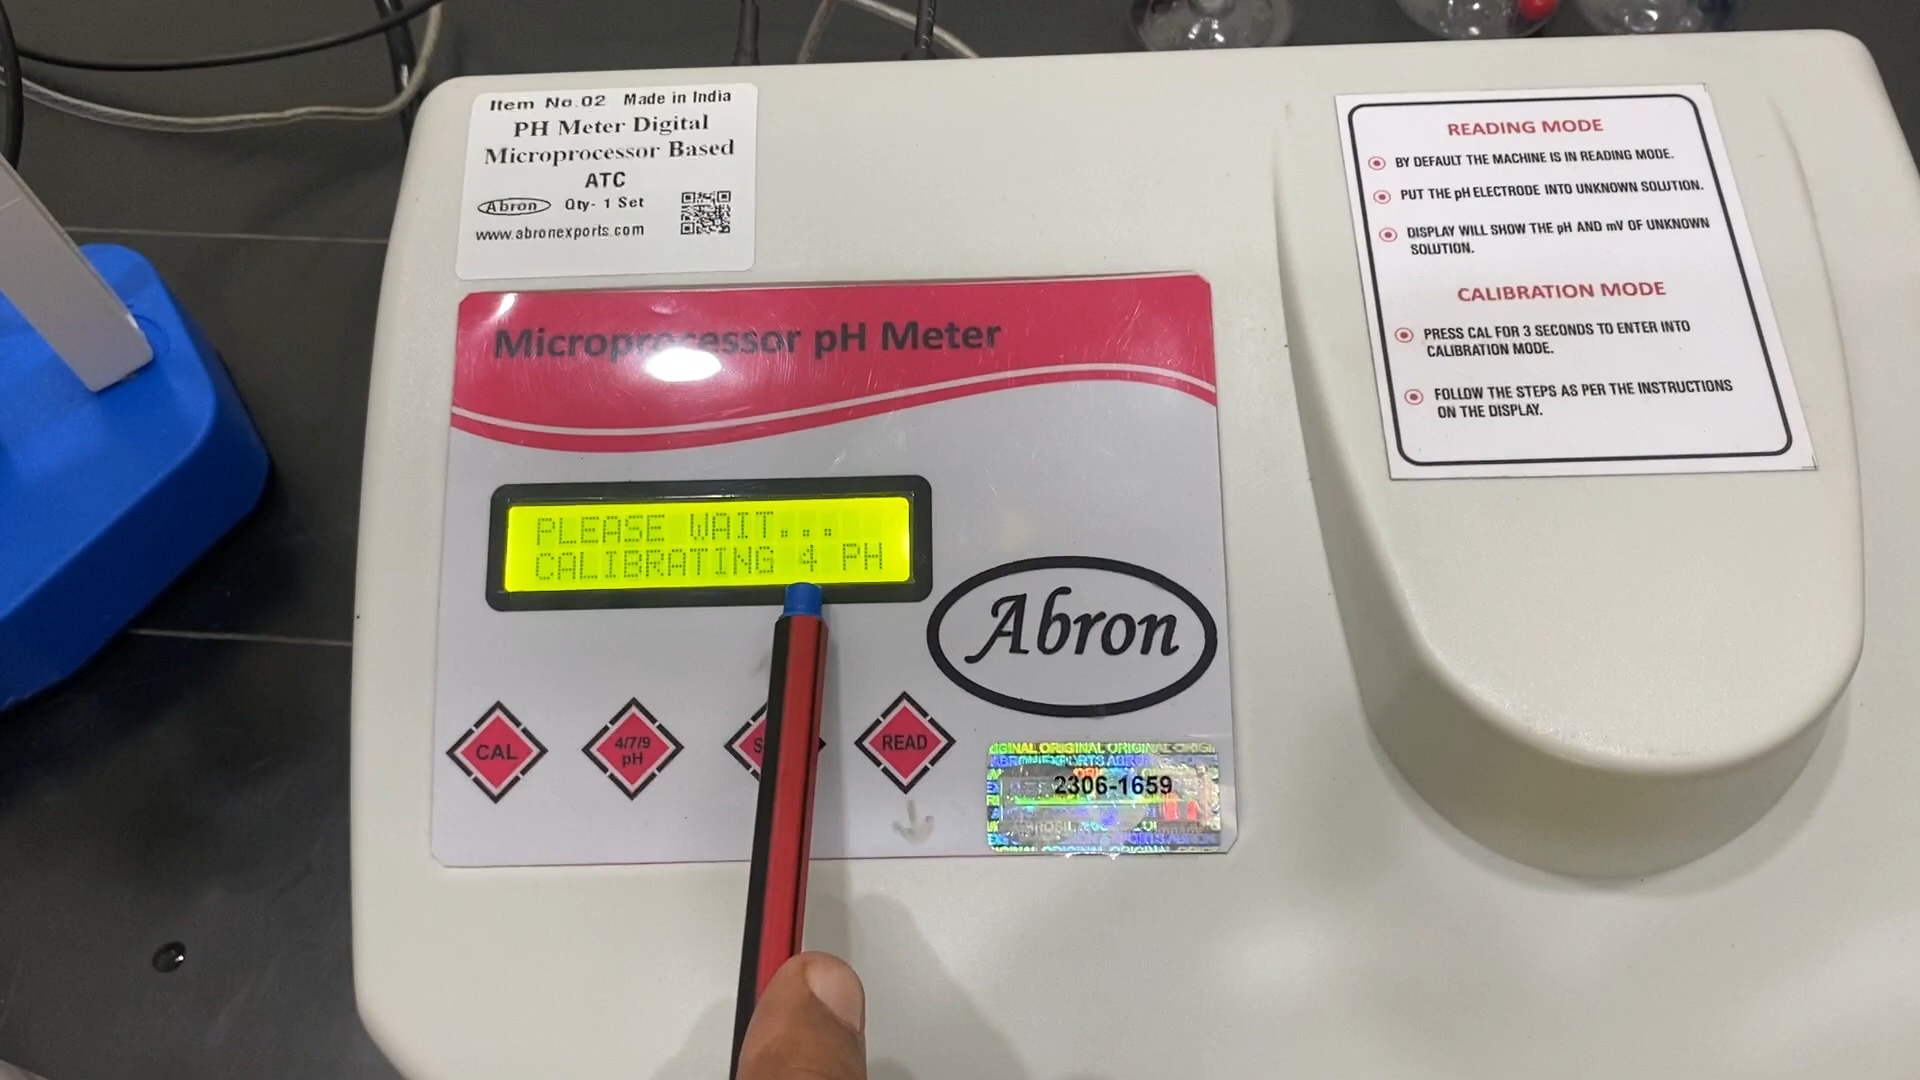 Item No.02 Made in India
PH Meter Digital
Microprocessor Based
ATC
Abron Qty- 1 Set
www.abronexports.com
Microprocessor pH Meter
PLEASE WAIT...
CALIBRATING 4 PH
Abron
CAL
4/7/9
pH
READ
2306-1659
READING MODE
BY DEFAULT THE MACHINE IS IN READING MODE.
PUT THE pH ELECTRODE INTO UNKNOWN SOLUTION.
DISPLAY WILL SHOW THE pH AND mV OF UNKNOWN
SOLUTION.
CALIBRATION MODE
PRESS CAL FOR 3 SECONDS TO ENTER INTO
CALIBRATION MODE.
FOLLOW THE STEPS AS PER THE INSTRUCTIONS
ON THE DISPLAY.